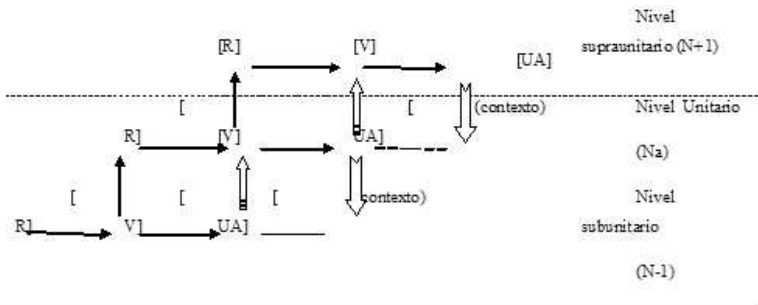 Nivel
[R] [V] supraunitario (N+1)
[UA]
[ [ (contexto) Nivel Unitario
R] [V] UA] (Na)
[ [ [ contexto) Nivel
R] V] UA] subunitario
(N-1)